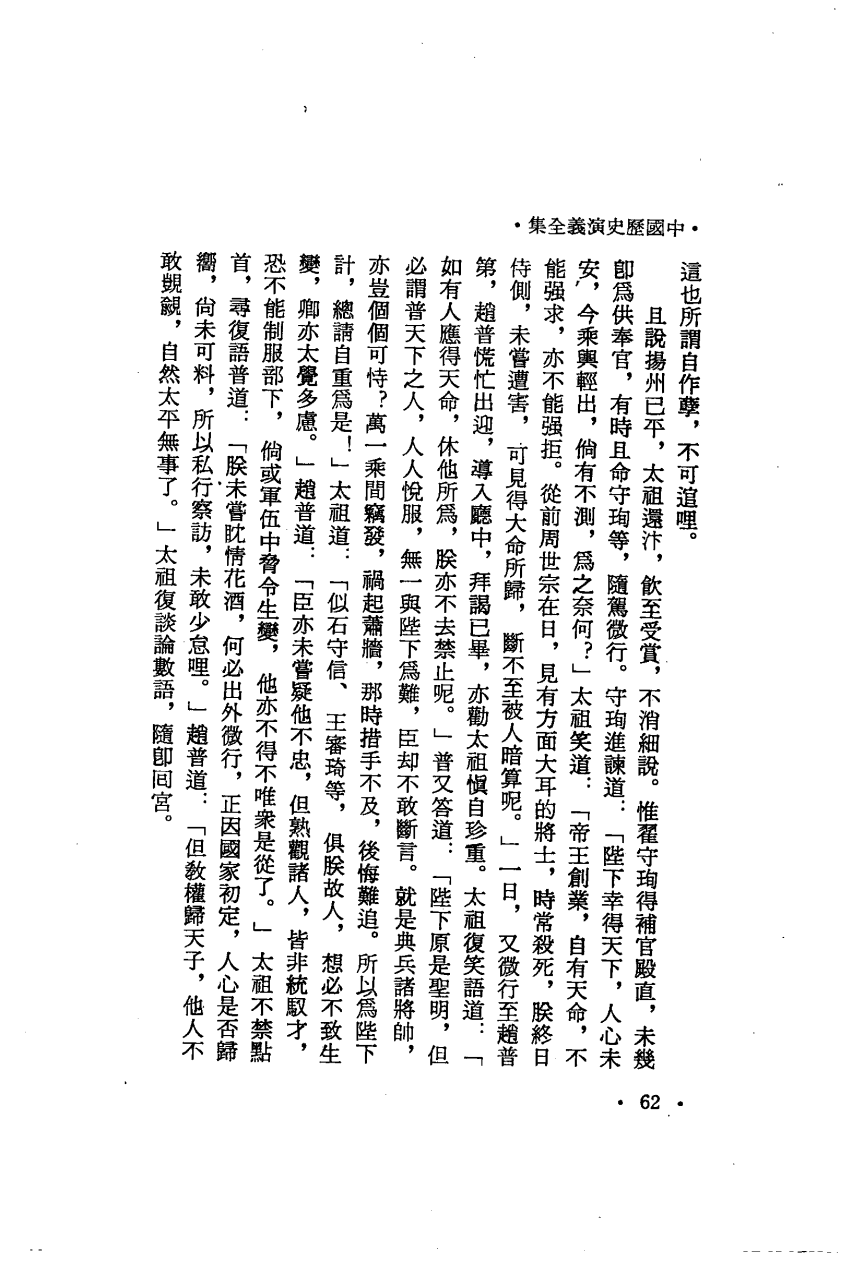 ·中國歷史演義全集·
這也所謂自作孽，不可逭哩。
且說揚州已平，太祖還汴，飲至受賞，不消細說。惟翟守珣得補官殿直，未幾
卽爲供奉官，有時且命守珣等，隨駕微行。守珣進諫道：「陛下幸得天下，人心未
安，今乘輿輕出，倘有不測，爲之奈何？」太祖笑道：「帝王創業，自有天命，不
能强求，亦不能强拒。從前周世宗在日，見有方面大耳的將士，時常殺死，朕終日
侍側，未嘗遭害，可見得大命所歸，斷不至被人暗算呢。」一日，又微行至趙普
第，趙普慌忙出迎，導入廳中，拜謁已畢，亦勸太祖愼自珍重。太祖復笑語道：「
如有人應得天命，休他所爲，朕亦不去禁止呢。」普又答道：「陛下原是聖明，但
必謂普天下之人，人人悅服，無一與陛下爲難，臣却不敢斷言。就是典兵諸將帥，
亦豈個個可恃？萬一乘間竊發，禍起蕭牆，那時措手不及，後悔難追。所以爲陛下
計，總請自重爲是！」太祖道：「似石守信、王審琦等，俱朕故人，想必不致生
變，卿亦太覺多慮。」趙普道：「臣亦未嘗疑他不忠，但熟觀諸人，皆非統馭才，
恐不能制服部下，倘或軍伍中脅令生變，他亦不得不唯衆是從了。」太祖不禁點
首，尋復語普道：「朕未嘗眈情花酒，何必出外微行，正因國家初定，人心是否歸
嚮，尙未可料，所以私行察訪，未敢少怠哩。」趙普道：「但敎權歸天子，他人不
敢覬覦，自然太平無事了。」太祖復談論數語，隨卽囘宮。
·62·